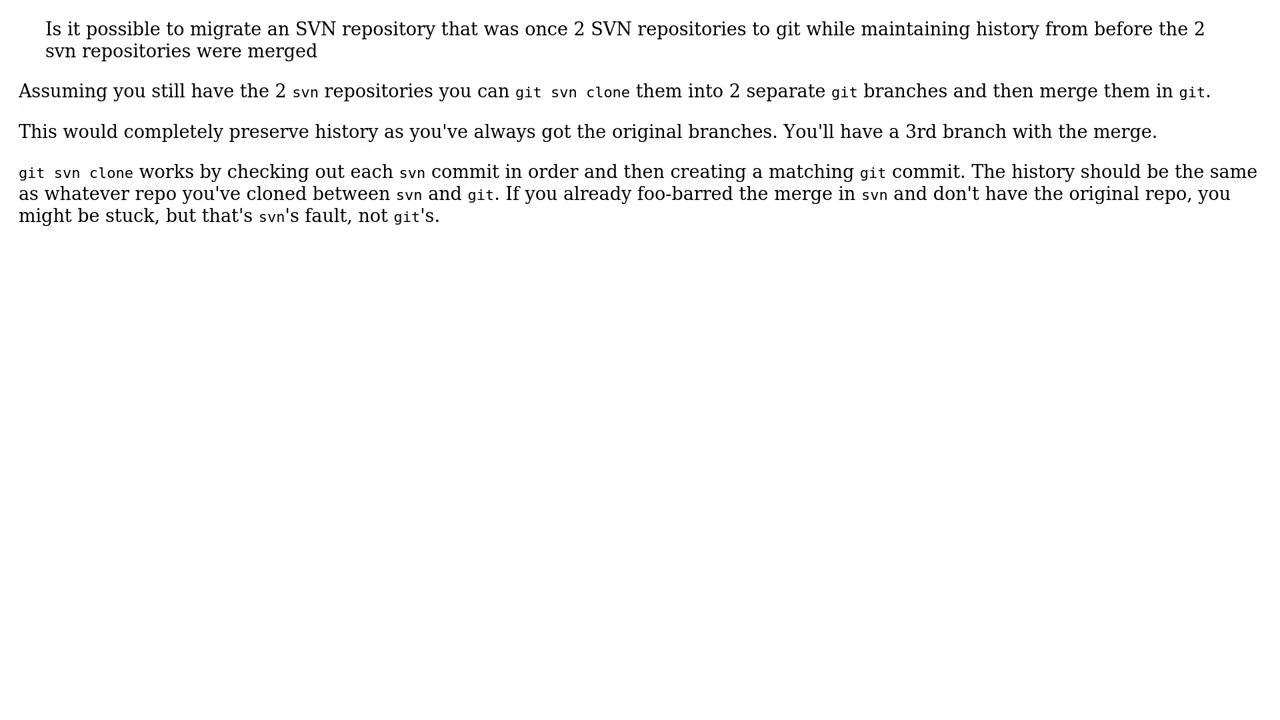 Is it possible to migrate an SVN repository that was once 2 SVN repositories to git while maintaining history from before the 2
svn repositories were merged
Assuming you still have the 2 svn repositories you can git svn clone them into 2 separate git branches and then merge them in git.
This would completely preserve history as you've always got the original branches. You'll have a 3rd branch with the merge.
git svn clone works by checking out each svn commit in order and then creating a matching git commit. The history should be the same
as whatever repo you've cloned between svn and git. If you already foo-barred the merge in svn and don't have the original repo, you
might be stuck, but that's svn's fault, not git's.